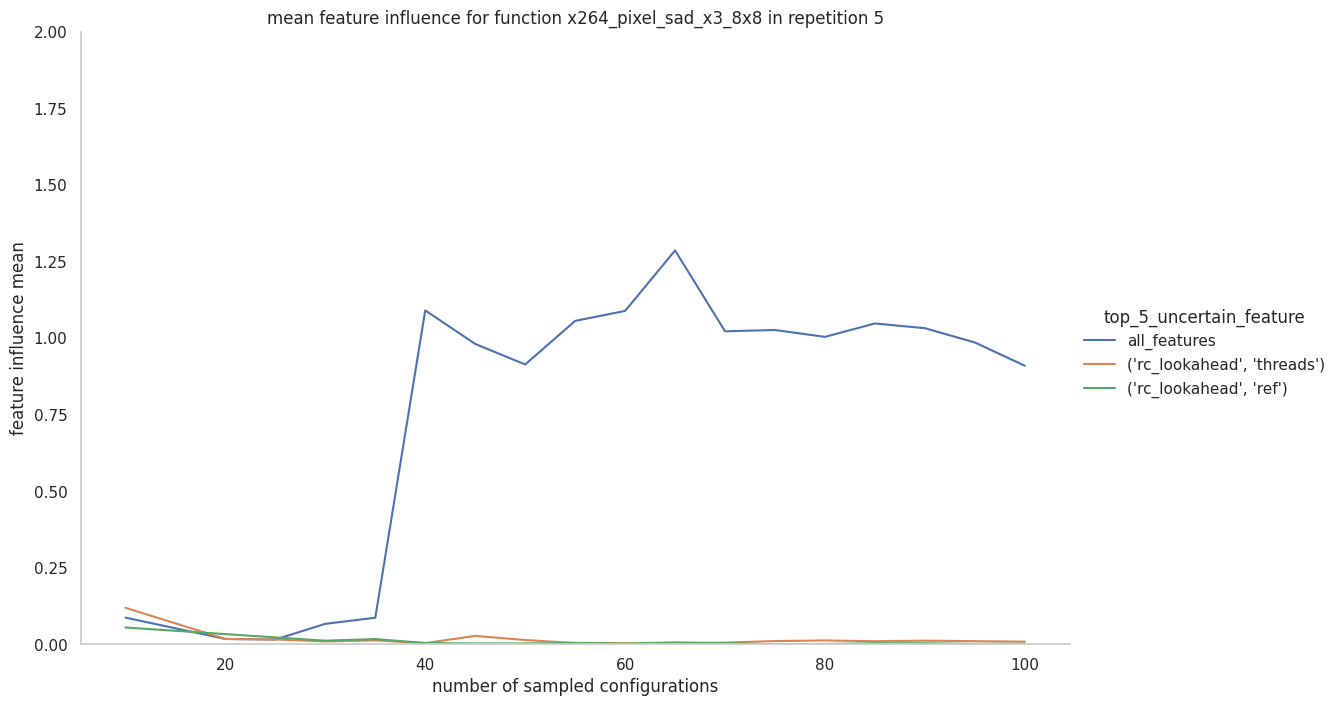 mean feature influence for function x264_pixel_sad_x3_8x8 in repetition 5
2.00
1.75
1.50
1.25
1.00
0.75
0.50
0.25
0.00
feature influence mean
20
40
60
80
100
number of sampled configurations
top_5_uncertain_feature
all_features
('rc_lookahead', 'threads')
('rc_lookahead', 'ref')